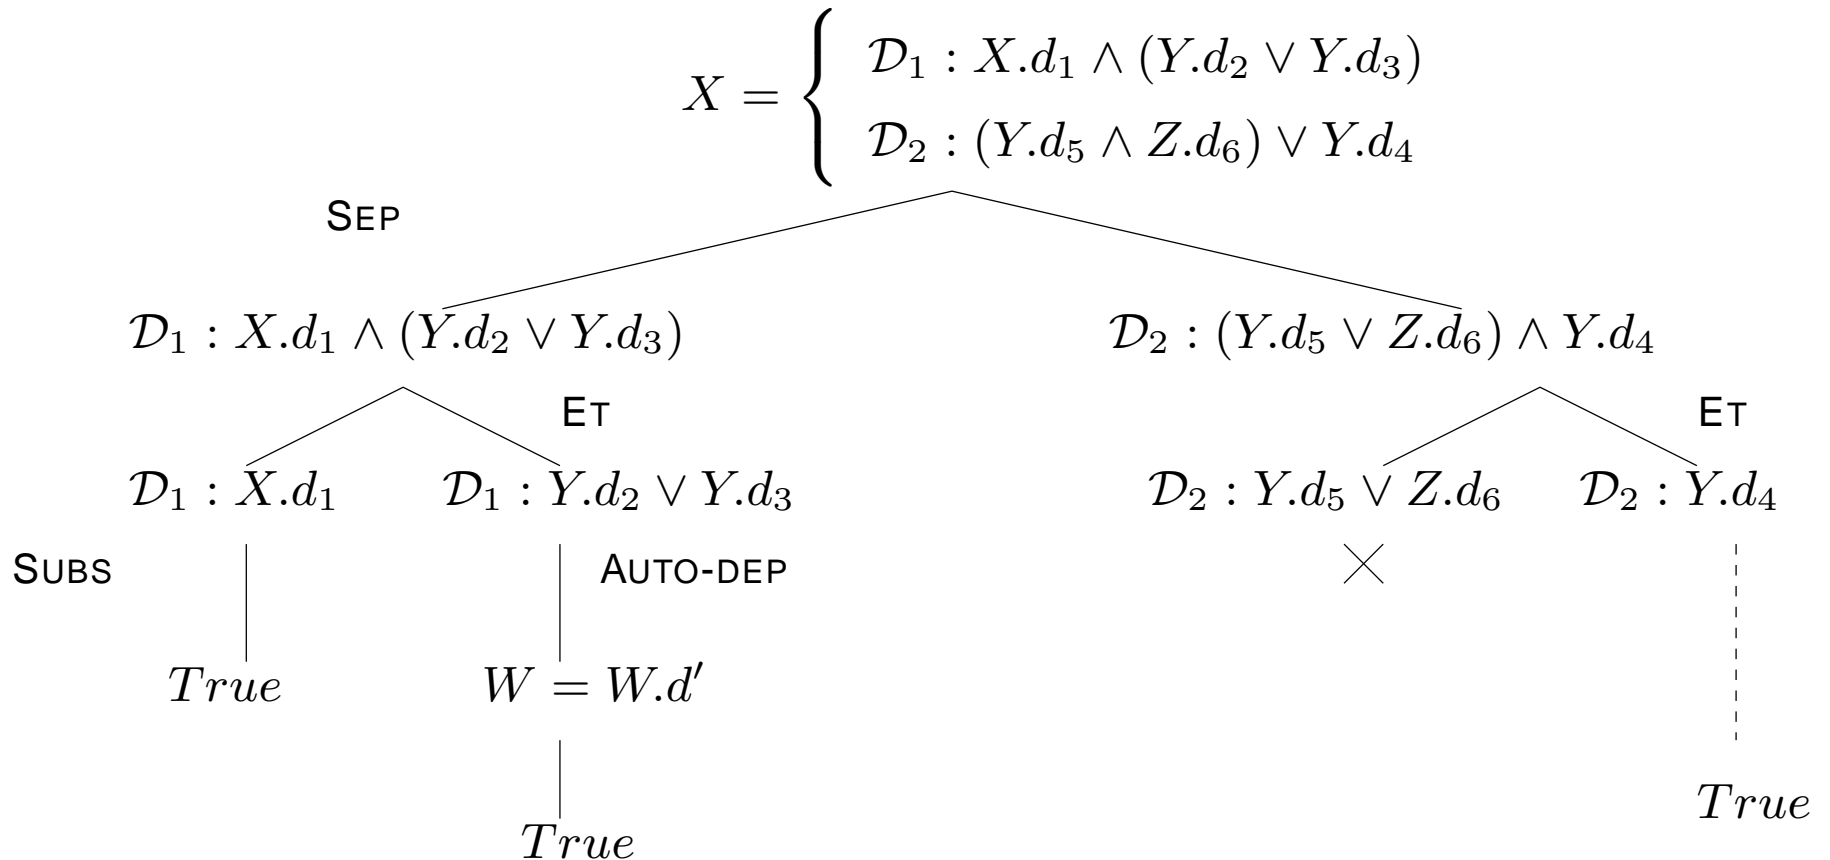 X = { 𝒟₁ : X.d₁ ∧ (Y.d₂ ∨ Y.d₃)
𝒟₂ : (Y.d₅ ∧ Z.d₆) ∨ Y.d₄
SEP
𝒟₁ : X.d₁ ∧ (Y.d₂ ∨ Y.d₃)
𝒟₂ : (Y.d₅ ∨ Z.d₆) ∧ Y.d₄
ET
ET
𝒟₁ : X.d₁
𝒟₁ : Y.d₂ ∨ Y.d₃
𝒟₂ : Y.d₅ ∨ Z.d₆
𝒟₂ : Y.d₄
SUBS
AUTO-DEP
True
W = W.d′
True
True